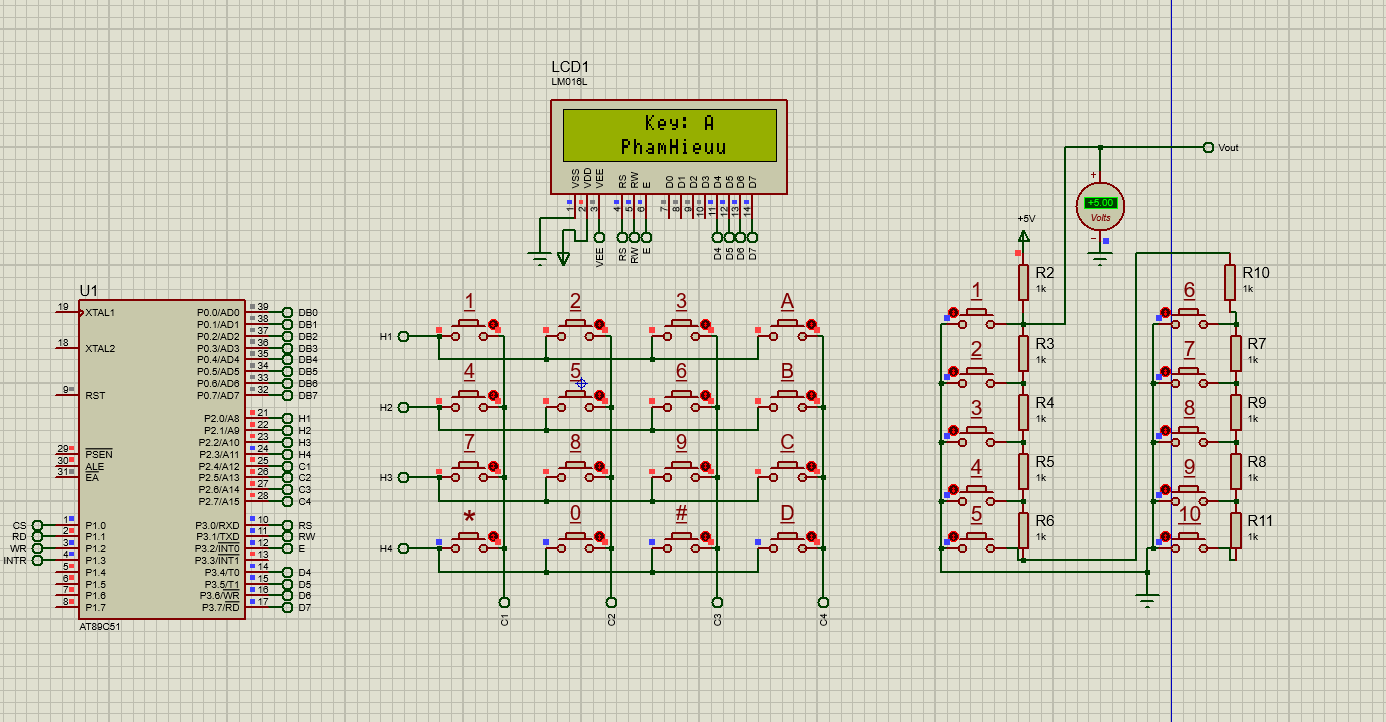 LCD1
LM016L
Key: A
PhamHieuu
VSS VDD VEE RS RW E D0 D1 D2 D3 D4 D5 D6 D7
1 2 3 4 5 6 7 8 9 10 11 12 13 14
VEE RS RW E D4 D5 D6 D7
U1
19 XTAL1 P0.0/AD0 39 DB0
P0.1/AD1 38 DB1
P0.2/AD2 37 DB2
18 XTAL2 P0.3/AD3 36 DB3
P0.4/AD4 35 DB4
P0.5/AD5 34 DB5
P0.6/AD6 33 DB6
9 RST P0.7/AD7 32 DB7
P2.0/A8 21 H1
P2.1/A9 22 H2
P2.2/A10 23 H3
29 PSEN P2.3/A11 24 H4
30 ALE P2.4/A12 25 C1
31 EA P2.5/A13 26 C2
P2.6/A14 27 C3
P2.7/A15 28 C4
CS 1 P1.0 P3.0/RXD 10 RS
RD 2 P1.1 P3.1/TXD 11 RW
WR 3 P1.2 P3.2/INT0 12 E
INTR 4 P1.3 P3.3/INT1 13
5 P1.4 P3.4/T0 14 D4
6 P1.5 P3.5/T1 15 D5
7 P1.6 P3.6/WR 16 D6
8 P1.7 P3.7/RD 17 D7
AT89C51
1 2 3 A
H1
4 5 6 B
H2
7 8 9 C
H3
* 0 # D
H4
C1 C2 C3 C4
Vout
+
+5.00
Volts
-
+5V
R2
1k
1
R3
1k
2
R4
1k
3
R5
1k
4
R6
1k
5
R10
1k
6
R7
1k
7
R9
1k
8
R8
1k
9
R11
1k
10